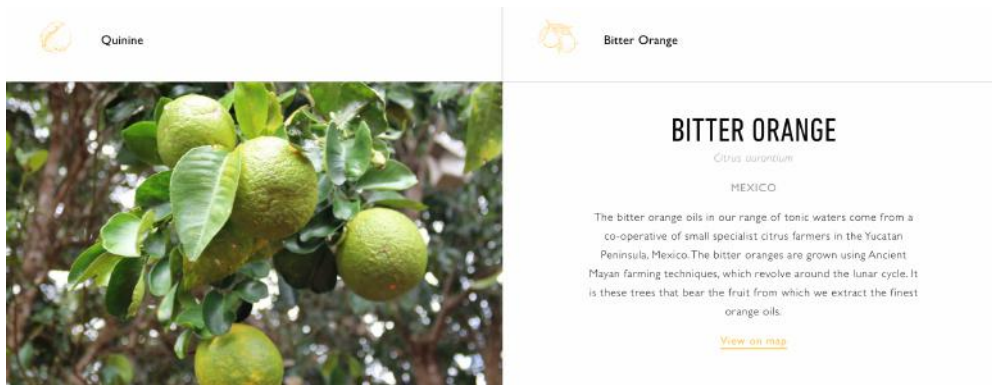 Quinine
Bitter Orange
BITTER ORANGE
Citrus aurantium
MEXICO
The bitter orange oils in our range of tonic waters come from a
co-operative of small specialist citrus farmers in the Yucatan
Peninsula, Mexico. The bitter oranges are grown using Ancient
Mayan farming techniques, which revolve around the lunar cycle. It
is these trees that bear the fruit from which we extract the finest
orange oils.
View on map